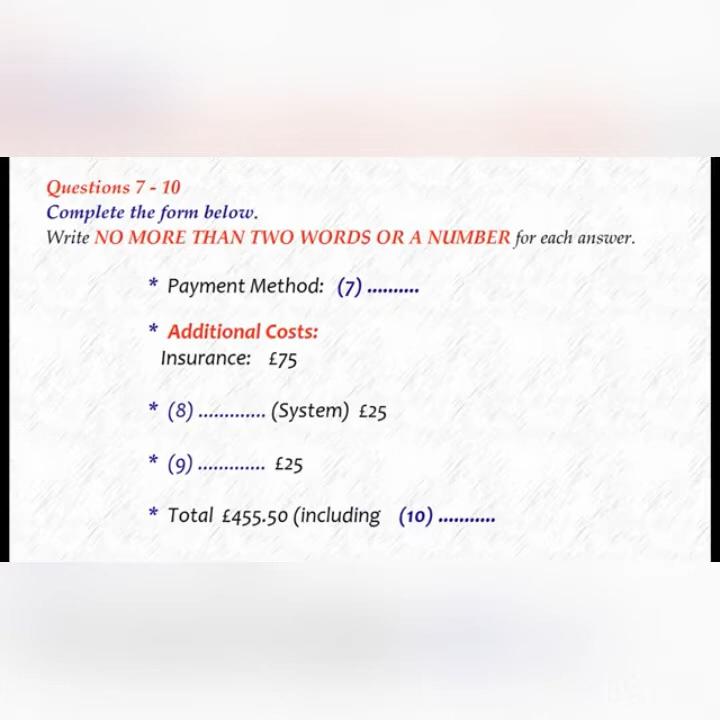 Questions 7 - 10
Complete the form below.
Write NO MORE THAN TWO WORDS OR A NUMBER for each answer.
* Payment Method: (7) ..........
* Additional Costs:
Insurance: £75
* (8) ............. (System) £25
* (9) ............. £25
* Total £455.50 (including (10) ...........